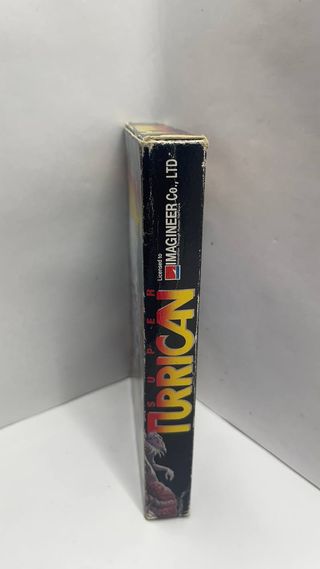 SUPER
TURRICAN
Licensed to
IMAGINEER Co., LTD